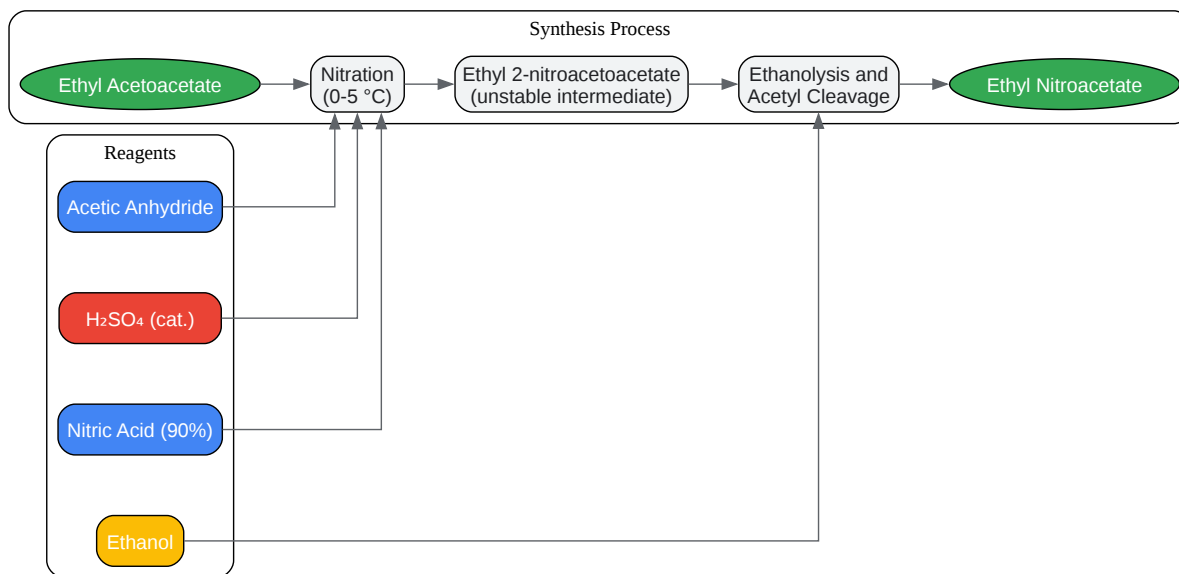 Synthesis Process
Ethyl Acetoacetate
Nitration
(0-5 °C)
Ethyl 2-nitroacetoacetate
(unstable intermediate)
Ethanolysis and
Acetyl Cleavage
Ethyl Nitroacetate
Reagents
Acetic Anhydride
H₂SO₄ (cat.)
Nitric Acid (90%)
Ethanol